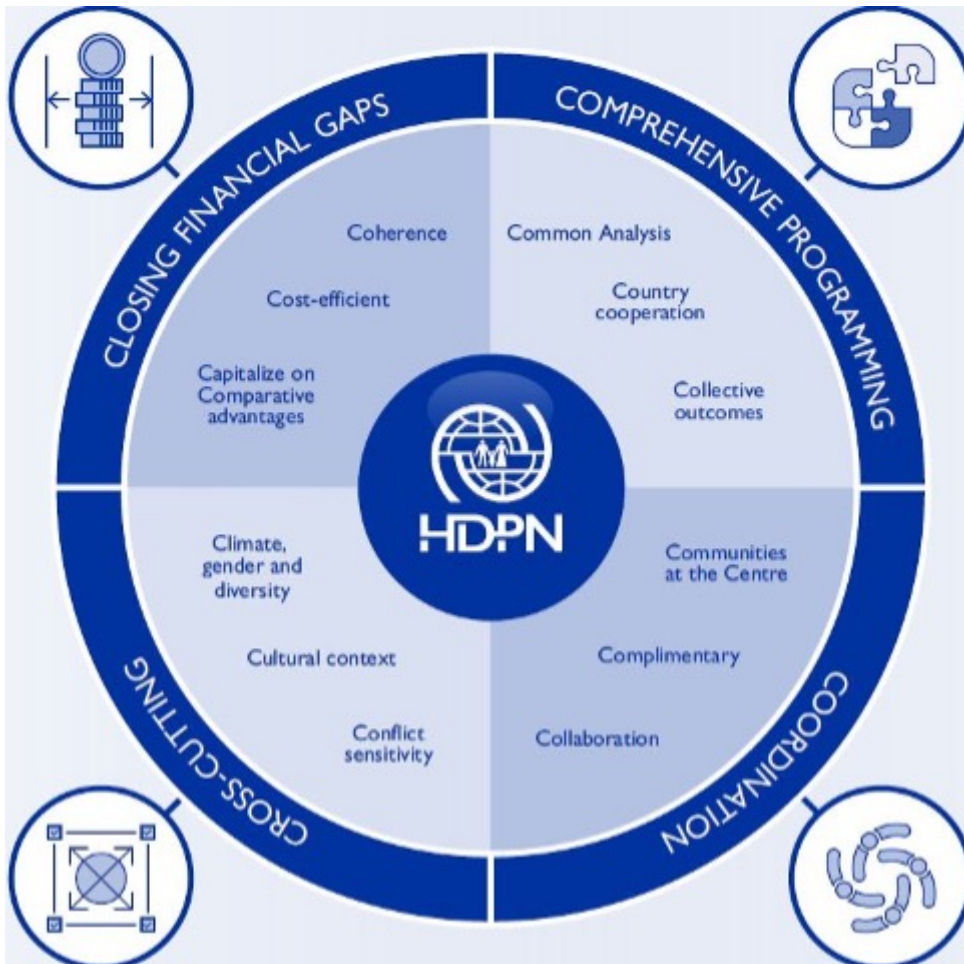 CLOSING FINANCIAL GAPS
COMPREHENSIVE PROGRAMMING
Coherence
Cost-efficient
Capitalize on
Comparative
advantages
Common Analysis
Country
cooperation
Collective
outcomes
HDPN
Climate,
gender and
diversity
Cultural context
Conflict
sensitivity
Communities
at the Centre
Complimentary
Collaboration
CROSS-CUTTING
COORDINATION